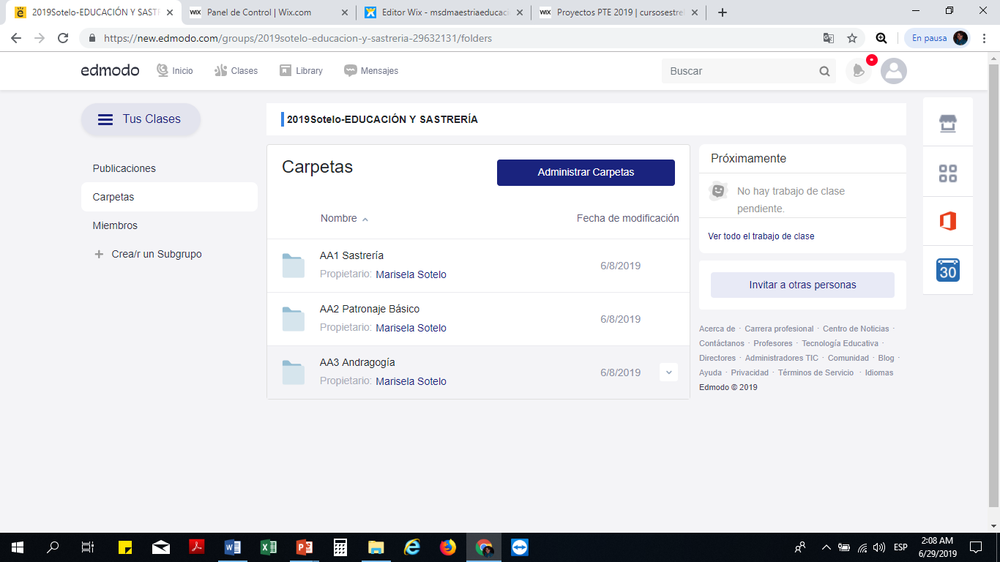 2019Sotelo-EDUCACIÓN Y SASTR
Panel de Control | Wix.com
Editor Wix - msdmaestriaeducaci
Proyectos PTE 2019 | cursosestrel
https://new.edmodo.com/groups/2019sotelo-educacion-y-sastreria-29632131/folders
En pausa
edmodo
Inicio
Clases
Library
Mensajes
Buscar
Tus Clases
Publicaciones
Carpetas
Miembros
Crea/r un Subgrupo
2019Sotelo-EDUCACIÓN Y SASTRERÍA
Carpetas
Administrar Carpetas
Nombre
Fecha de modificación
AA1 Sastrería
Propietario: Marisela Sotelo
6/8/2019
AA2 Patronaje Básico
Propietario: Marisela Sotelo
6/8/2019
AA3 Andragogía
Propietario: Marisela Sotelo
6/8/2019
Próximamente
No hay trabajo de clase
pendiente.
Ver todo el trabajo de clase
Invitar a otras personas
Acerca de · Carrera profesional · Centro de Noticias ·
Contáctanos · Profesores · Tecnología Educativa ·
Directores · Administradores TIC · Comunidad · Blog ·
Ayuda · Privacidad · Términos de Servicio · Idiomas
Edmodo © 2019
30
ESP
2:08 AM
6/29/2019